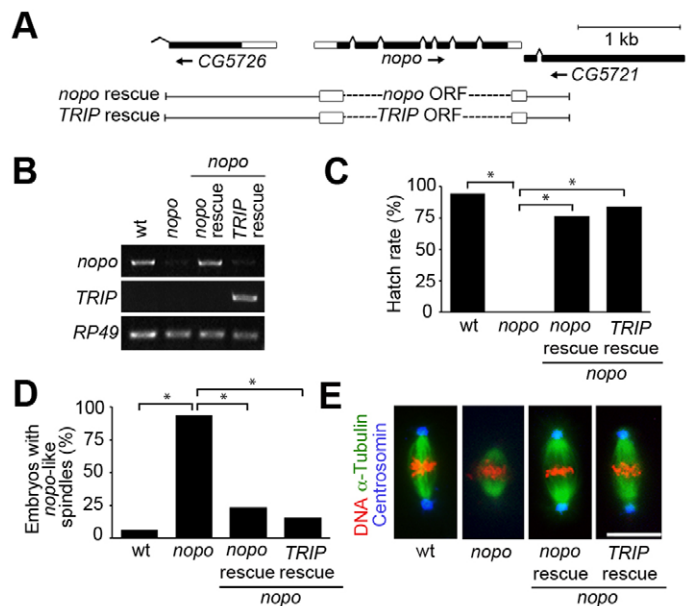 A
1 kb
CG5726
nopo
CG5721
nopo rescue
nopo ORF
TRIP rescue
TRIP ORF
B
nopo
wt
nopo
nopo rescue
TRIP rescue
nopo
TRIP
RP49
C
Hatch rate (%)
100
75
50
25
0
* * *
wt nopo nopo TRIP
rescue rescue
nopo
D
Embryos with
nopo-like
spindles (%)
100
75
50
25
0
* * *
wt nopo nopo TRIP
rescue rescue
nopo
E
DNA α-Tubulin
Centrosomin
wt nopo nopo TRIP
rescue rescue
nopo